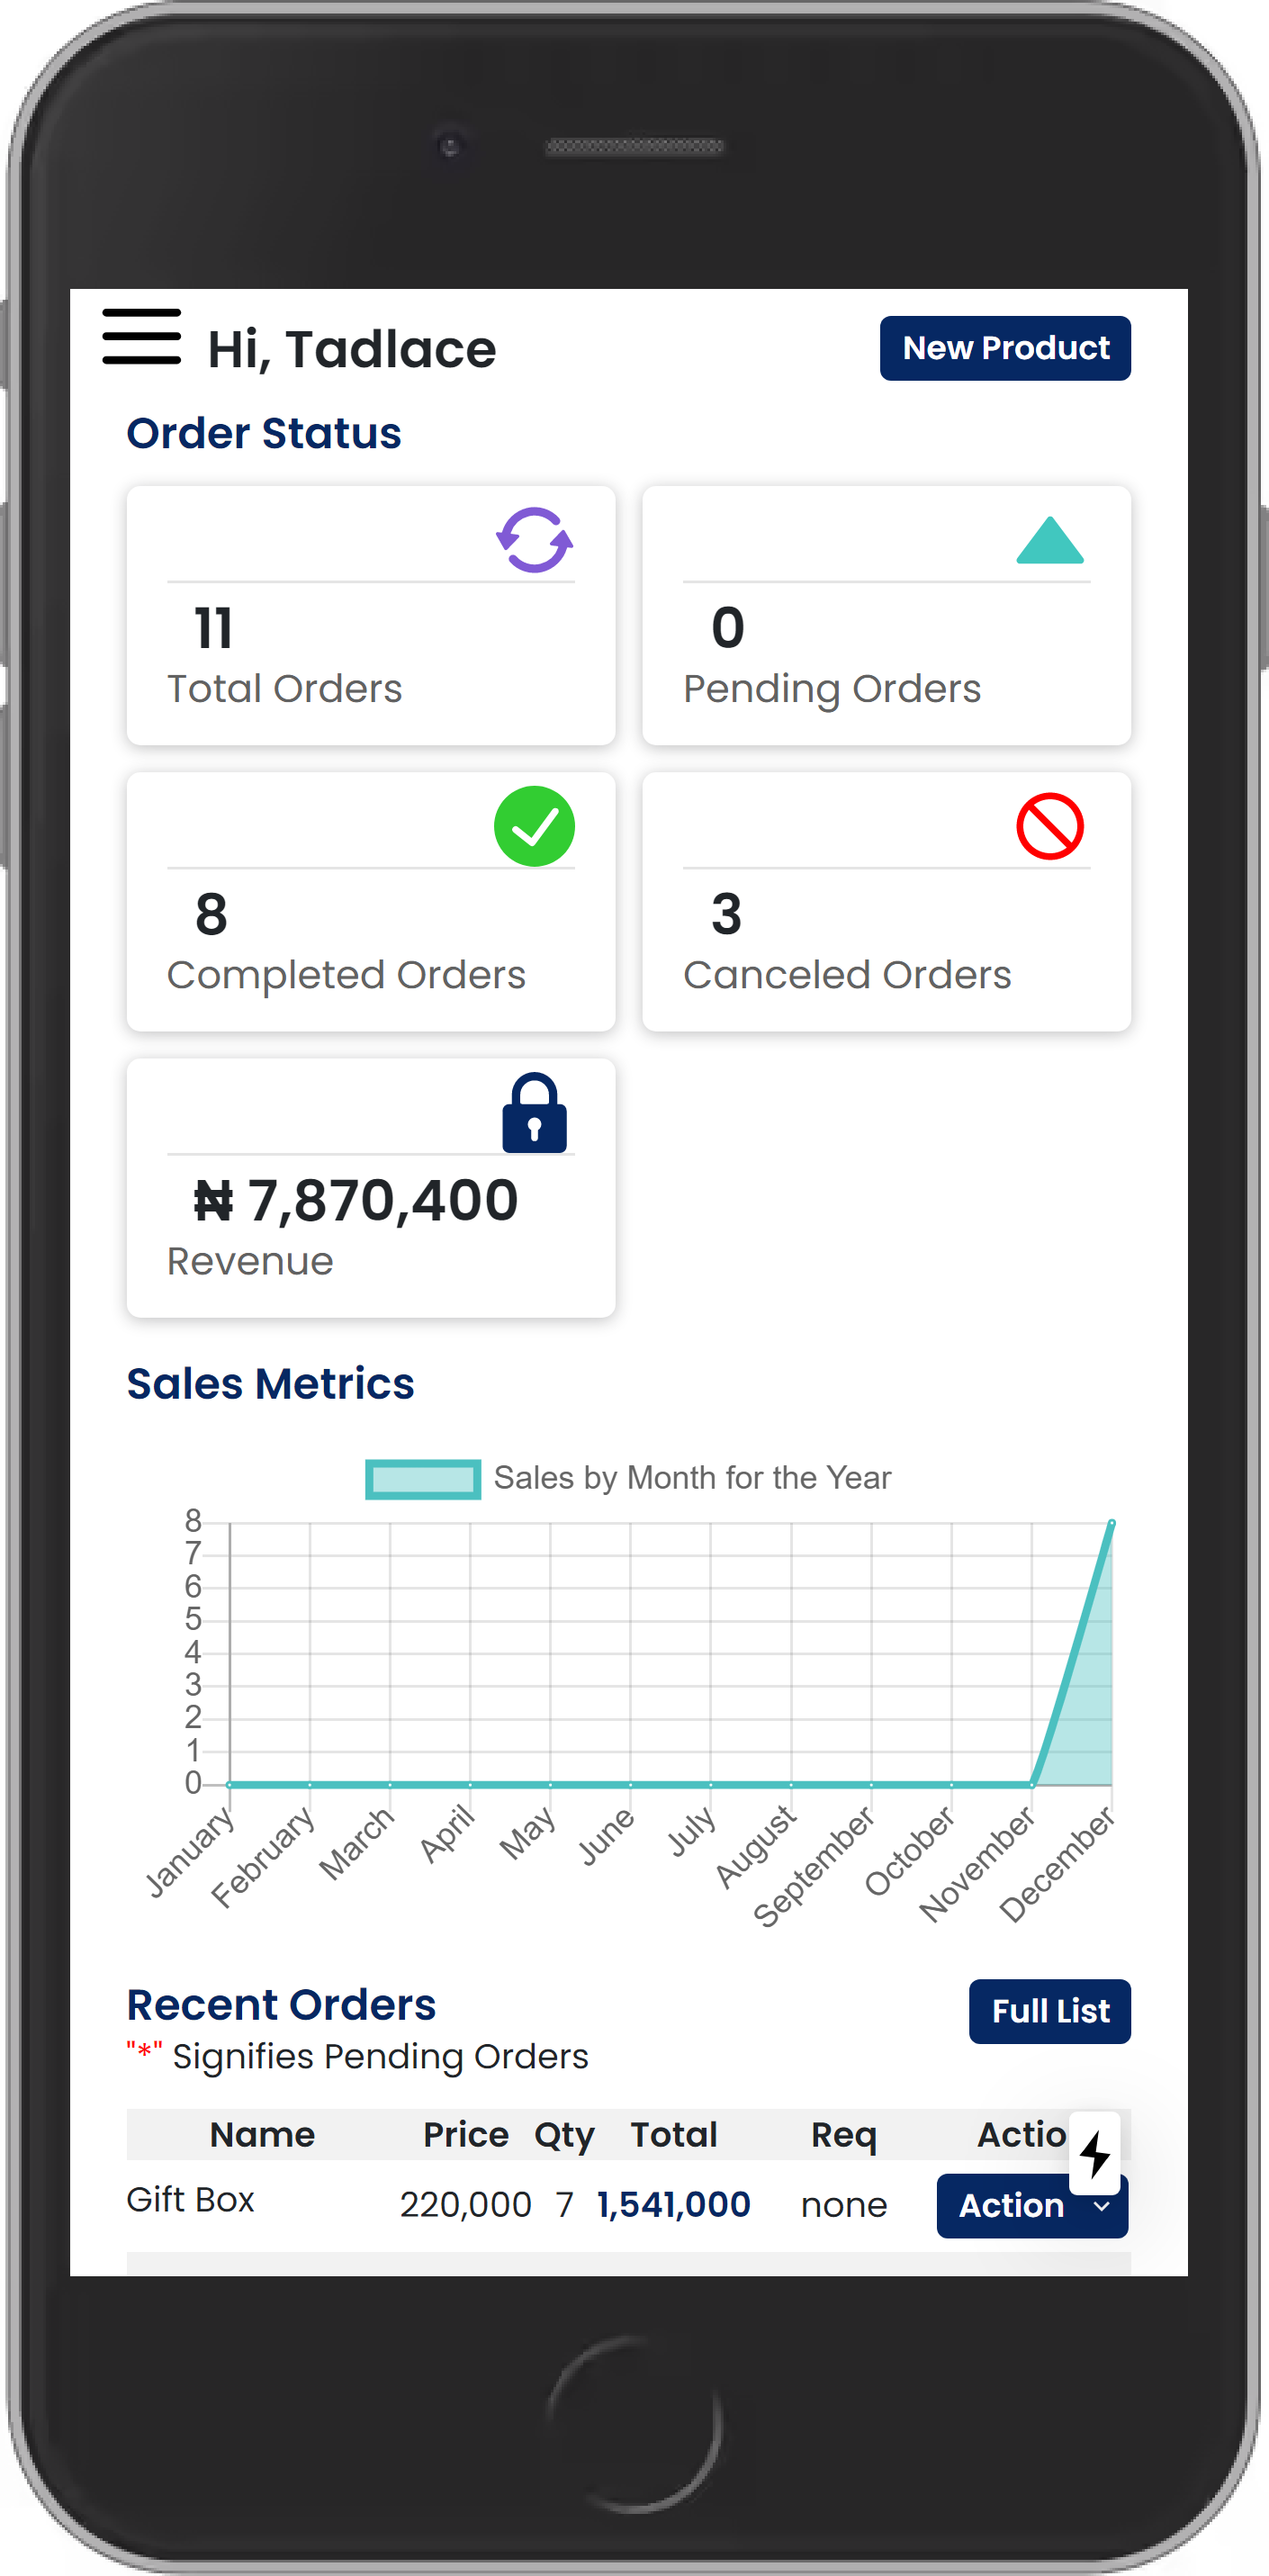 Hi, Tadlace
New Product
Order Status
11
Total Orders
0
Pending Orders
8
Completed Orders
3
Canceled Orders
₦ 7,870,400
Revenue
Sales Metrics
Sales by Month for the Year
8
7
6
5
4
3
2
1
0
January
February
March
April
May
June
July
August
September
October
November
December
Recent Orders
Full List
"*" Signifies Pending Orders
Name Price Qty Total Req Actio
Gift Box 220,000 7 1,541,000 none Action